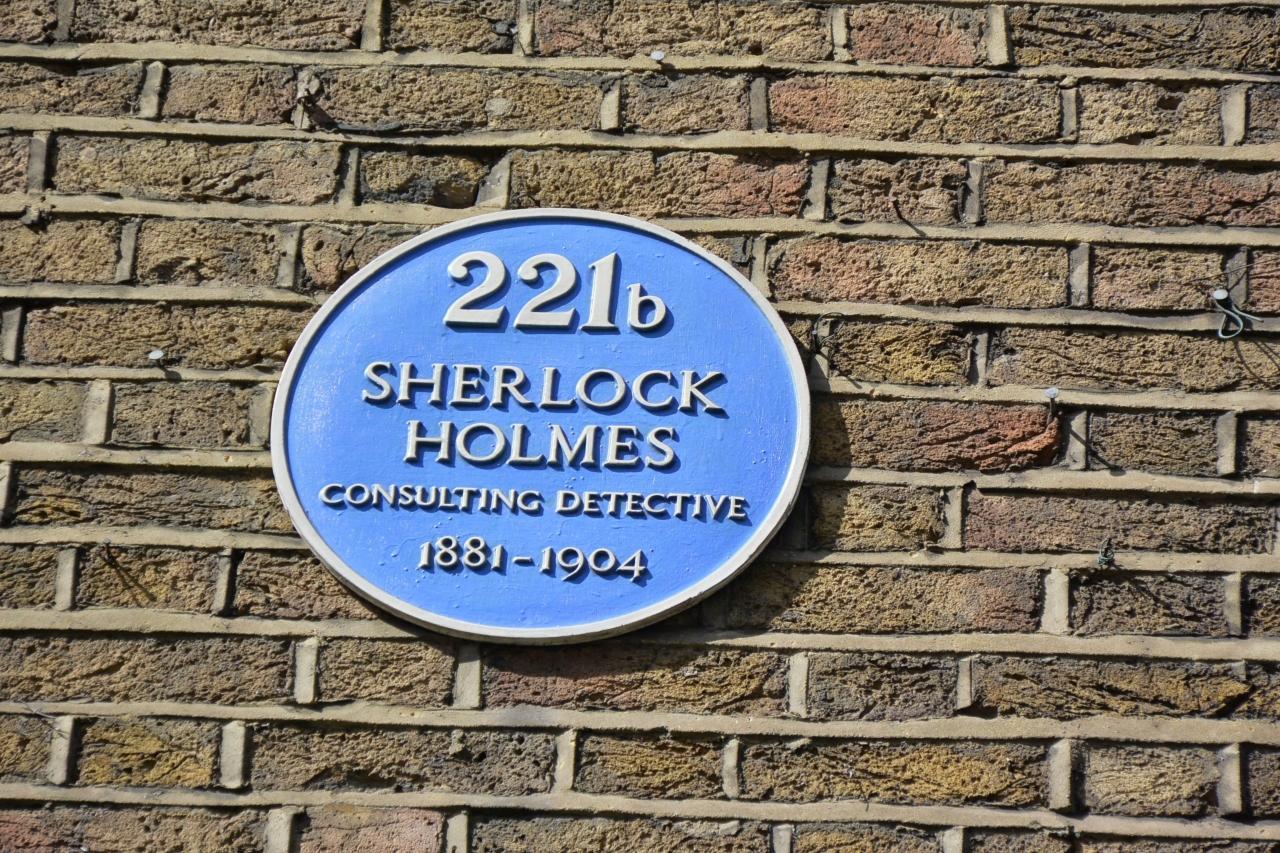 221b
SHERLOCK
HOLMES
CONSULTING DETECTIVE
1881-1904